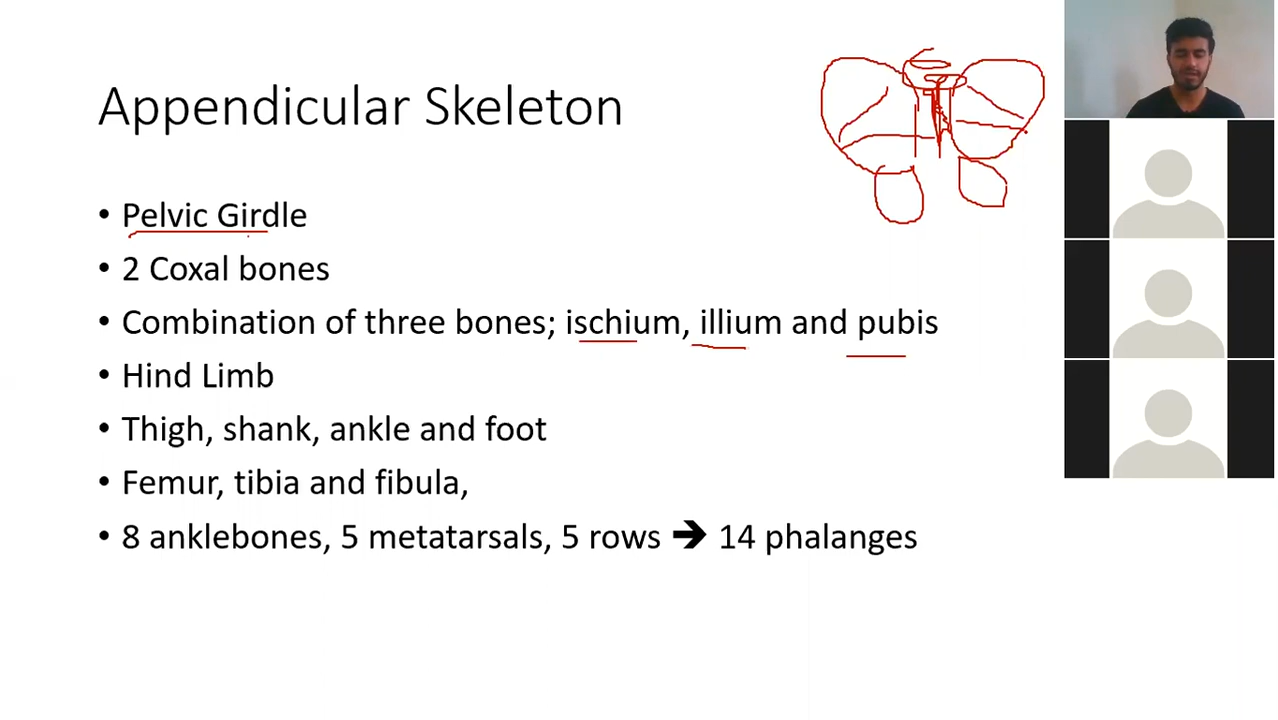 Appendicular Skeleton
• Pelvic Girdle
• 2 Coxal bones
• Combination of three bones; ischium, illium and pubis
• Hind Limb
• Thigh, shank, ankle and foot
• Femur, tibia and fibula,
• 8 anklebones, 5 metatarsals, 5 rows ➔ 14 phalanges